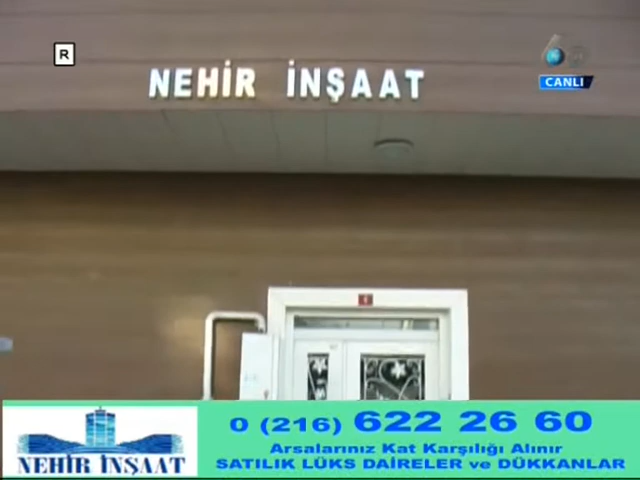 R
NEHİR İNŞAAT
CANLI
0 (216) 622 26 60
Arsalarınız Kat Karşılığı Alınır
SATILIK LÜKS DAİRELER ve DÜKKANLAR
NEHİR İNŞAAT